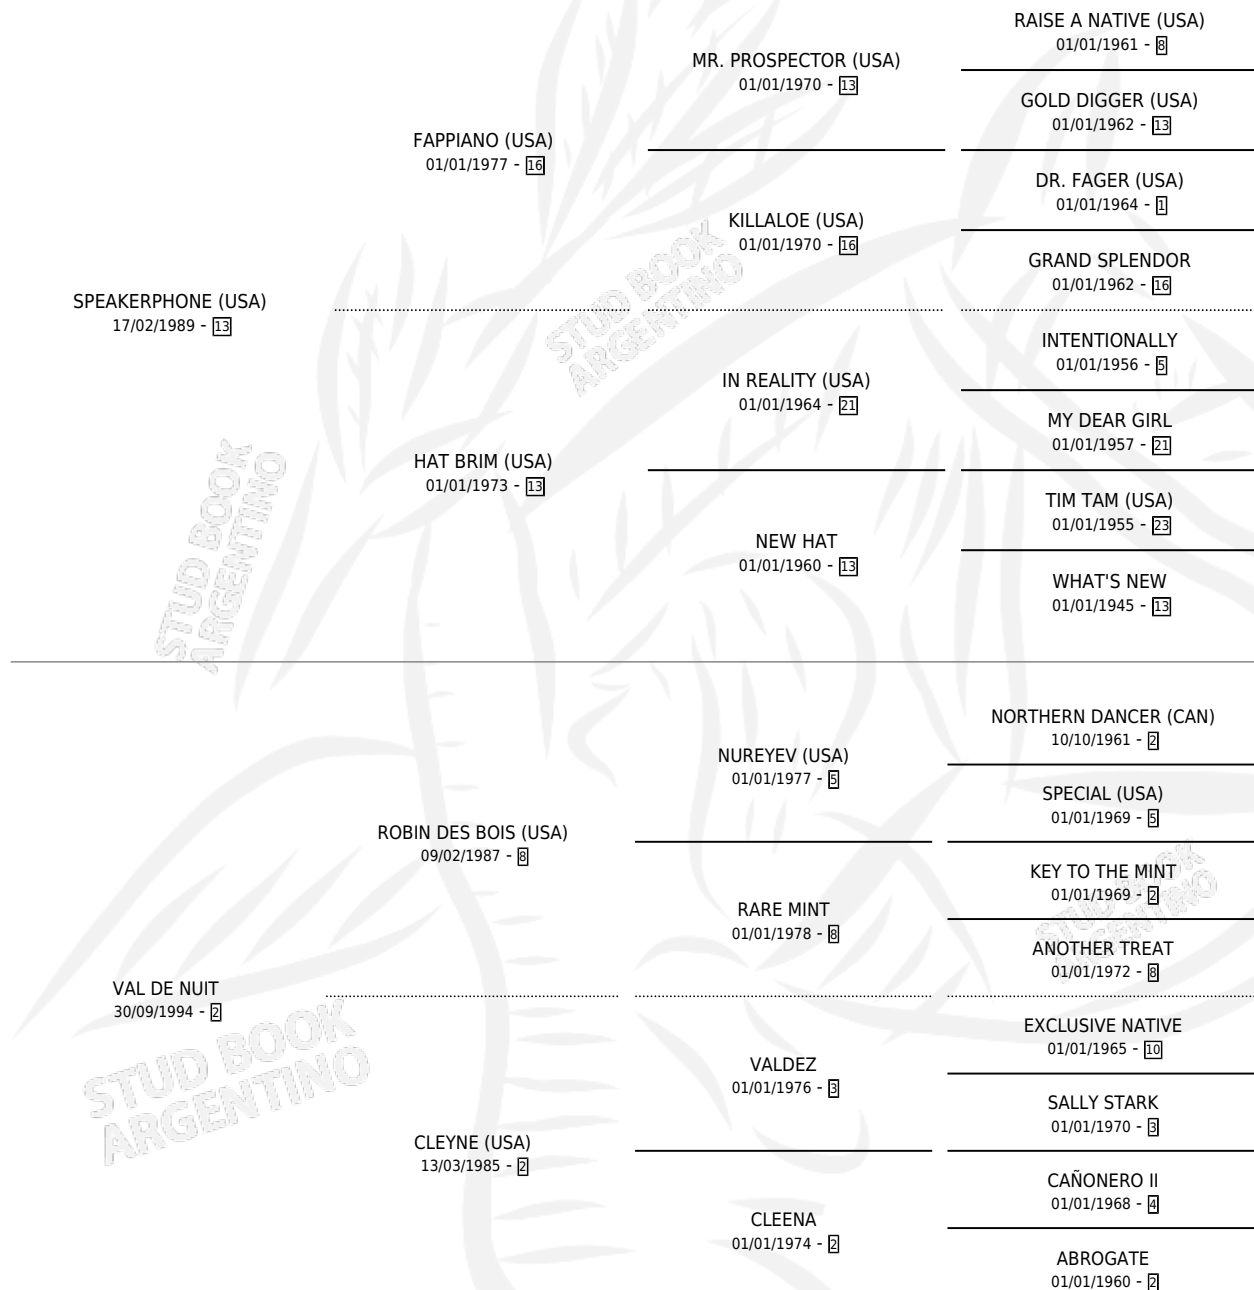 RAISE A NATIVE (USA)
01/01/1961 - 8
MR. PROSPECTOR (USA)
01/01/1970 - 13
GOLD DIGGER (USA)
01/01/1962 - 13
FAPPIANO (USA)
01/01/1977 - 16
DR. FAGER (USA)
01/01/1964 - 1
KILLALOE (USA)
01/01/1970 - 16
GRAND SPLENDOR
01/01/1962 - 16
SPEAKERPHONE (USA)
17/02/1989 - 13
STUD BOOK
ARGENTINO
INTENTIONALLY
01/01/1956 - 5
IN REALITY (USA)
01/01/1964 - 21
MY DEAR GIRL
01/01/1957 - 21
HAT BRIM (USA)
01/01/1973 - 13
TIM TAM (USA)
01/01/1955 - 23
NEW HAT
01/01/1960 - 13
WHAT'S NEW
01/01/1945 - 13
STUD BOOK
ARGENTINO
NORTHERN DANCER (CAN)
10/10/1961 - 2
NUREYEV (USA)
01/01/1977 - 5
SPECIAL (USA)
01/01/1969 - 5
ROBIN DES BOIS (USA)
09/02/1987 - 8
KEY TO THE MINT
01/01/1969 - 2
RARE MINT
01/01/1978 - 8
STUD BOOK
ARGENTINO
ANOTHER TREAT
01/01/1972 - 8
VAL DE NUIT
30/09/1994 - 2
STUD BOOK
ARGENTINO
EXCLUSIVE NATIVE
01/01/1965 - 10
VALDEZ
01/01/1976 - 3
SALLY STARK
01/01/1970 - 3
CLEYNE (USA)
13/03/1985 - 2
CAÑONERO II
01/01/1968 - 4
CLEENA
01/01/1974 - 2
ABROGATE
01/01/1960 - 2